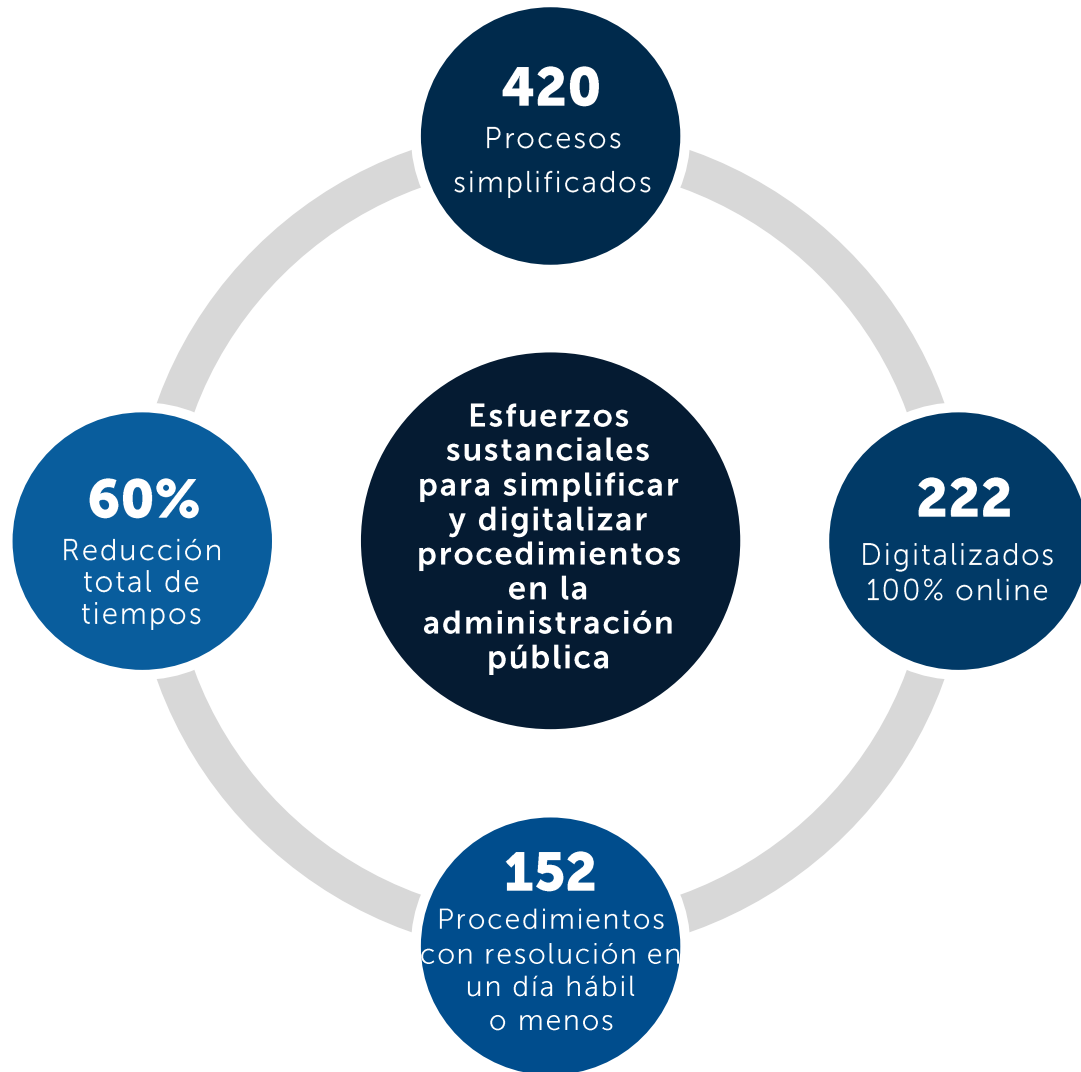 420
Procesos
simplificados
60%
Reducción
total de
tiempos
Esfuerzos
sustanciales
para simplificar
y digitalizar
procedimientos
en la
administración
pública
222
Digitalizados
100% online
152
Procedimientos
con resolución en
un día hábil
o menos